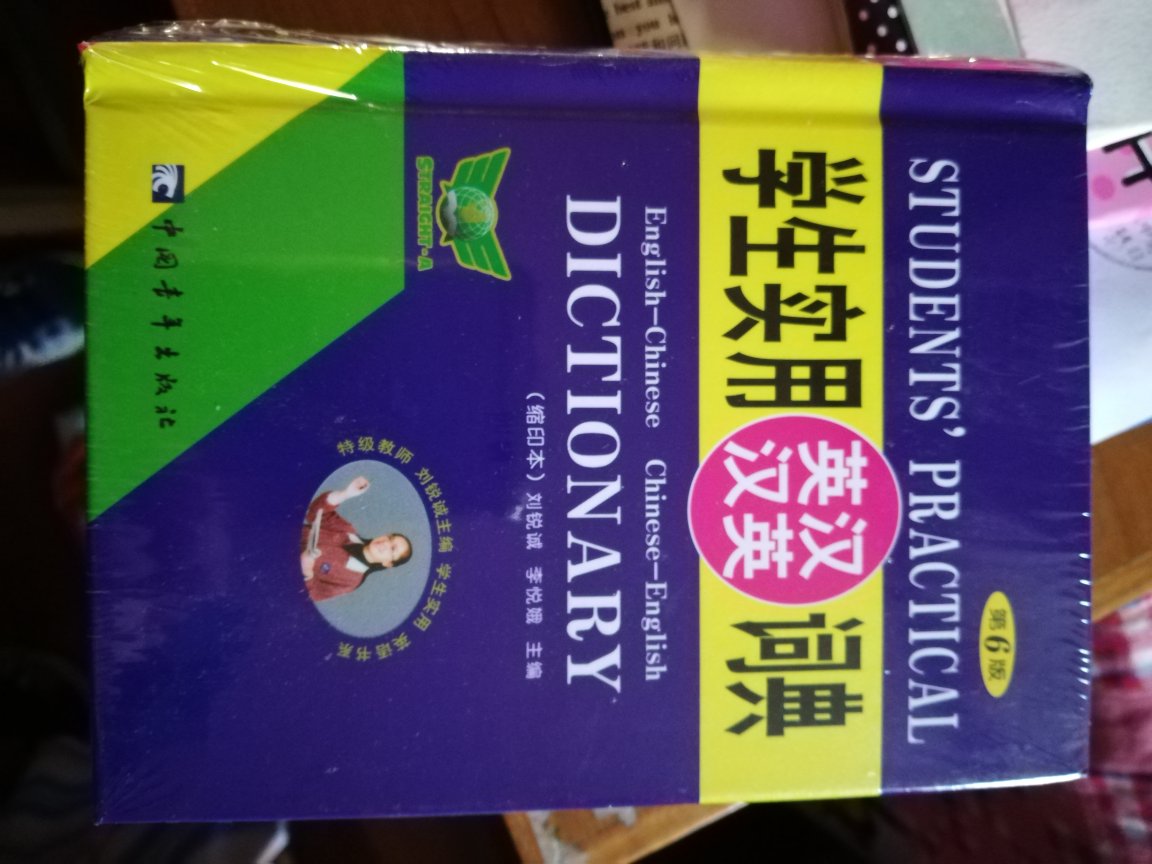 第6版
STUDENTS' PRACTICAL
学生实用英汉汉英词典
English-Chinese Chinese-English
DICTIONARY
(缩印本) 刘锐诚 李悦娥 主编
STRAIGHT·A
特级教师 刘锐诚主编 学生实用 英语书系
中国青年出版社